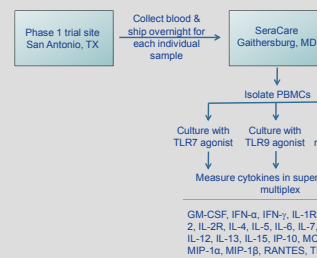 Phase 1 trial site
San Antonio, TX
Collect blood &
ship overnight for
each individual
sample
SeraCare
Gaithersburg, MD
Isolate PBMCs
Culture with
TLR7 agonist
Culture with
TLR9 agonist
Measure cytokines in super
multiplex
GM-CSF, IFN-α, IFN-γ, IL-1R
2, IL-2R, IL-4, IL-5, IL-6, IL-7,
IL-12, IL-13, IL-15, IP-10, MC
MIP-1α, MIP-1β, RANTES, T